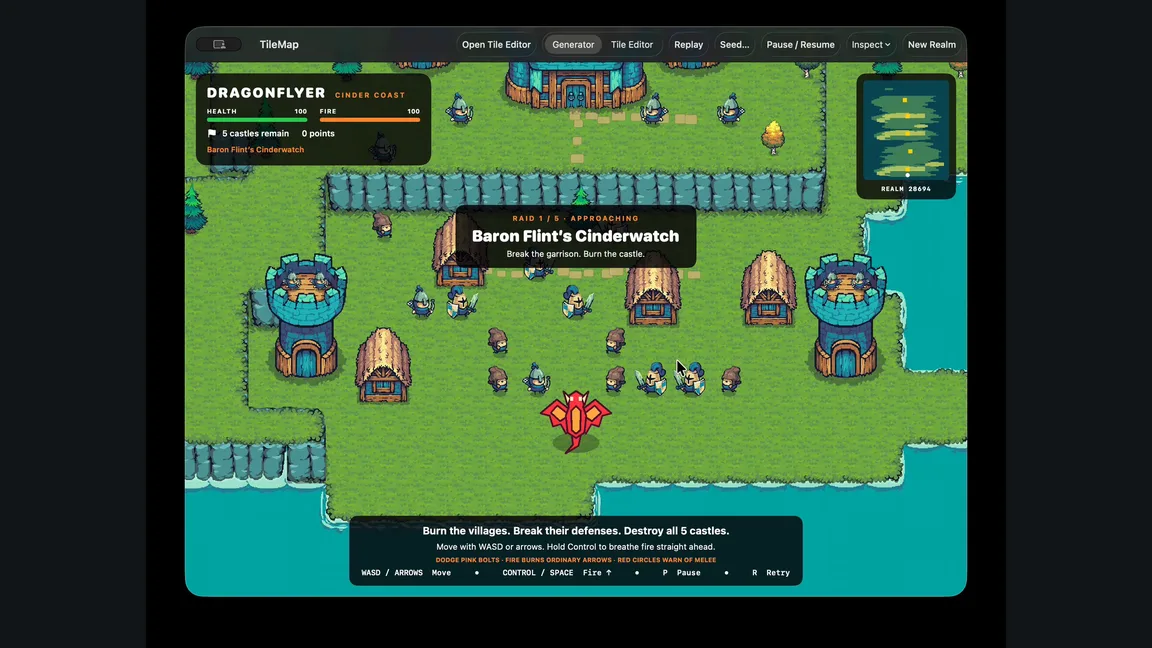 TileMap
Open Tile Editor Generator Tile Editor Replay Seed... Pause / Resume Inspect New Realm
DRAGONFLYER CINDER COAST
HEALTH 100 FIRE 100
5 castles remain 0 points
Baron Flint's Cinderwatch
REALM 28694
RAID 1 / 5 · APPROACHING
Baron Flint's Cinderwatch
Break the garrison. Burn the castle.
Burn the villages. Break their defenses. Destroy all 5 castles.
Move with WASD or arrows. Hold Control to breathe fire straight ahead.
DODGE PINK BOLTS · FIRE BURNS ORDINARY ARROWS · RED CIRCLES WARN OF MELEE
WASD / ARROWS Move • CONTROL / SPACE Fire ↑ • P Pause • R Retry